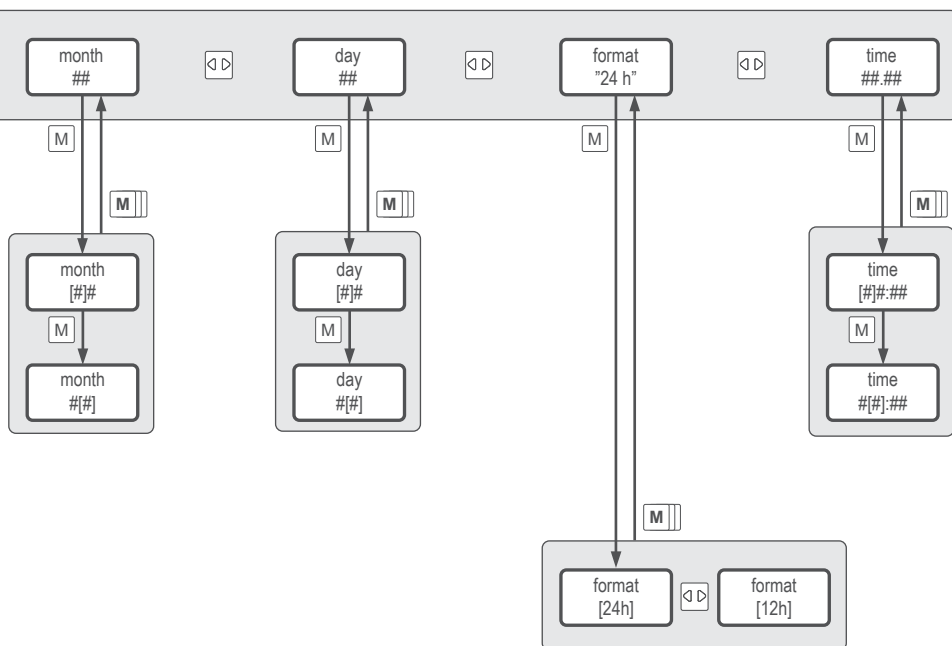 month
##
day
##
format
”24 h”
time
##.##
M
M
M
M
M
M
M
month
[#]#
day
[#]#
time
[#]#:##
M
M
M
month
#[#]
day
#[#]
time
#[#]:##
M
format
[24h]
format
[12h]